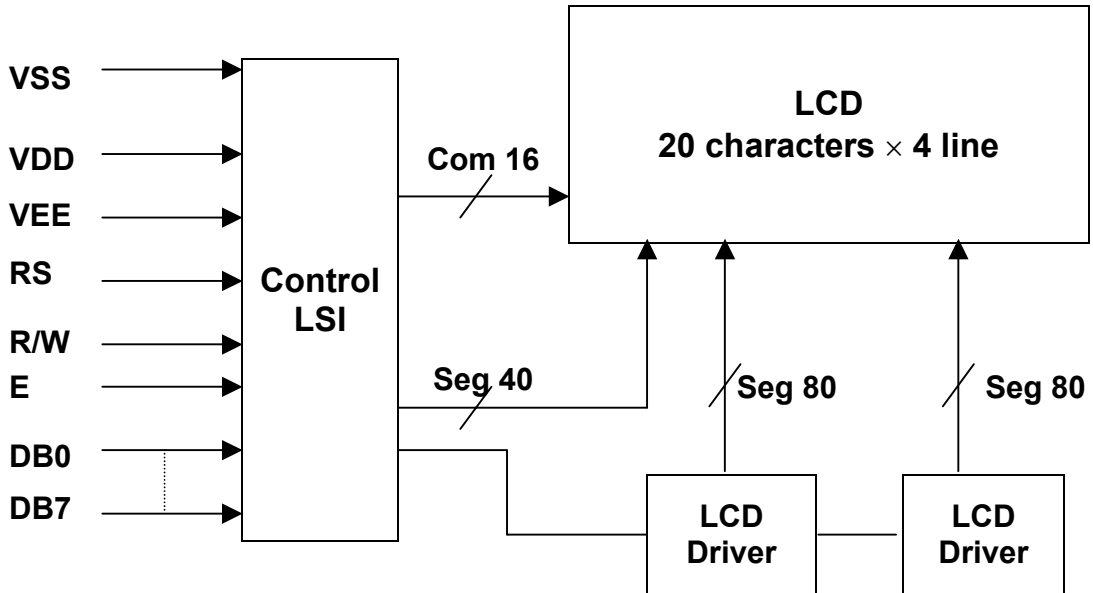 VSS
VDD
VEE
RS
R/W
E
DB0
DB7
Control
LSI
Com 16
Seg 40
LCD
20 characters × 4 line
Seg 80
Seg 80
LCD
Driver
LCD
Driver